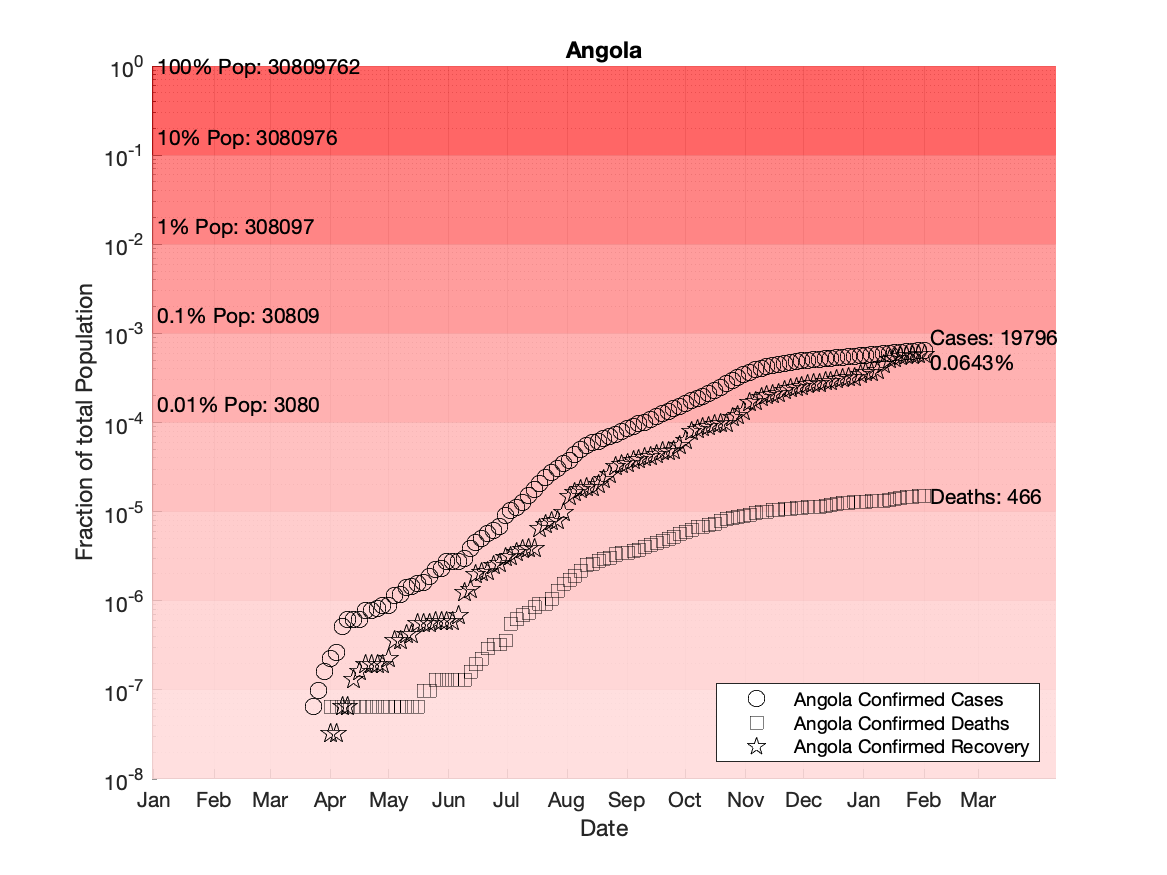 Angola
10^0
100% Pop: 30809762
10% Pop: 3080976
10^-1
1% Pop: 308097
10^-2
0.1% Pop: 30809
10^-3
Cases: 19796
0.0643%
0.01% Pop: 3080
10^-4
Deaths: 466
10^-5
10^-6
10^-7
10^-8
Fraction of total Population
Angola Confirmed Cases
Angola Confirmed Deaths
Angola Confirmed Recovery
Jan Feb Mar Apr May Jun Jul Aug Sep Oct Nov Dec Jan Feb Mar
Date